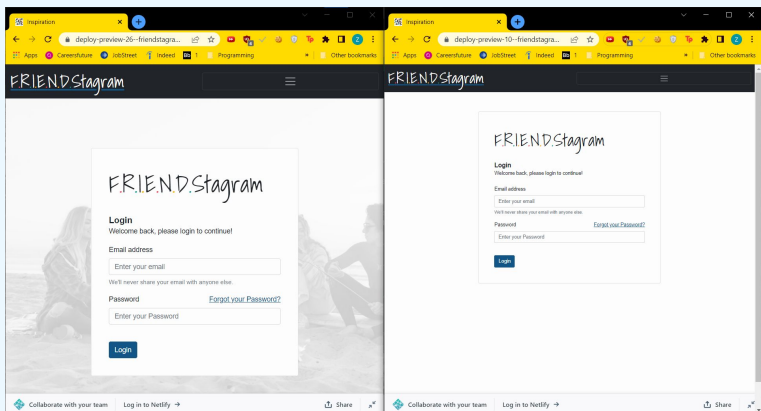 Inspiration
deploy-preview-26--friendstagra...
Apps Careersfuture JobStreet Indeed 1 Programming Other bookmarks
F.R.I.E.N.D.Stagram
F.R.I.E.N.D.Stagram
Login
Welcome back, please login to continue!
Email address
Enter your email
We'll never share your email with anyone else.
Password Forgot your Password?
Enter your Password
Login
Collaborate with your team Log in to Netlify → Share
Inspiration
deploy-preview-10--friendstagra...
Apps Careersfuture JobStreet Indeed 1 Programming Other bookmarks
F.R.I.E.N.D.Stagram
F.R.I.E.N.D.Stagram
Login
Welcome back, please login to continue!
Email address
Enter your email
We'll never share your email with anyone else.
Password Forgot your Password?
Enter your Password
Login
Collaborate with your team Log in to Netlify → Share